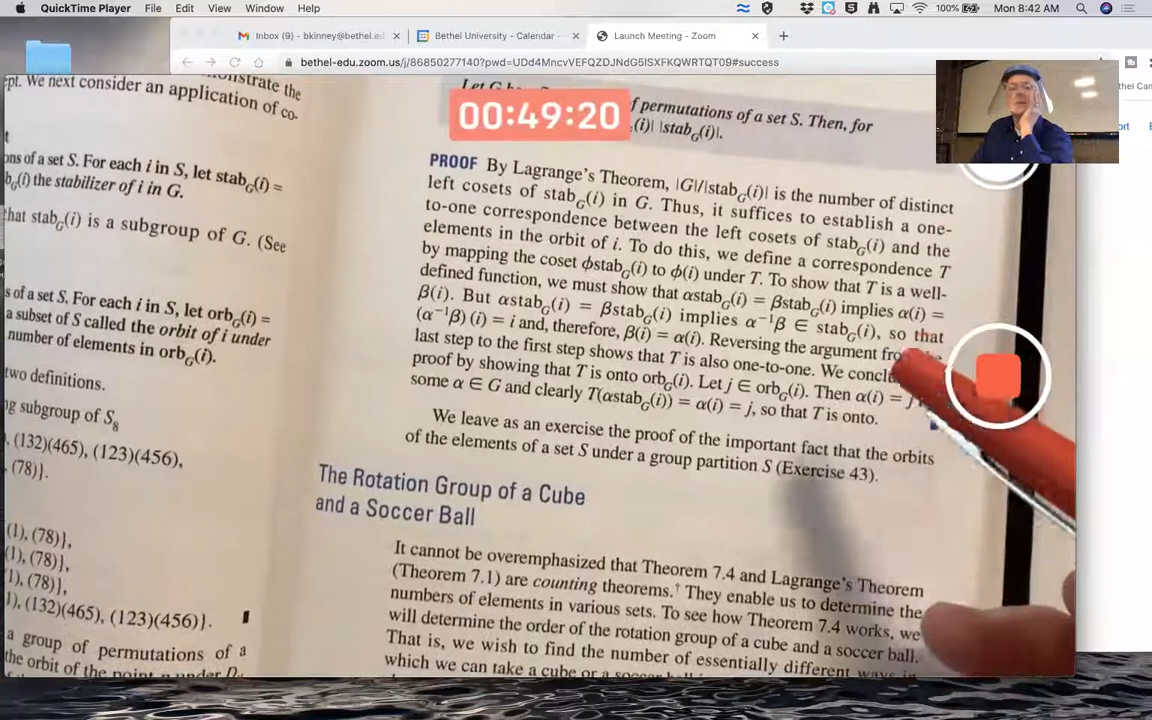 QuickTime Player File Edit View Window Help 100% Mon 8:42 AM
Inbox (9) - bkinney@bethel.ed
Bethel University - Calendar -
Launch Meeting - Zoom
bethel-edu.zoom.us/j/86850277140?pwd=UDd4MncvVEFQZDJNdG5lSXFKQWRTQT09#success
00:49:20
ept. We next consider an application of co-
t
ons of a set S. For each i in S, let stab_G(i) =
the stabilizer of i in G.
that stab_G(i) is a subgroup of G. (See
s of a set S. For each i in S, let orb_G(i) =
a subset of S called the orbit of i under
number of elements in orb_G(i).
two definitions.
ng subgroup of S_8
), (132)(465), (123)(456),
(78)}.
(1), (78)},
(1), (78)},
1), (78)},
1), (132)(465), (123)(456)}.
a group of permutations of a
the orbit of the point
f permutations of a set S. Then, for
(i)| |stab_G(i)|.
PROOF By Lagrange's Theorem, |G|/|stab_G(i)| is the number of distinct
left cosets of stab_G(i) in G. Thus, it suffices to establish a one-
to-one correspondence between the left cosets of stab_G(i) and the
elements in the orbit of i. To do this, we define a correspondence T
by mapping the coset ϕstab_G(i) to ϕ(i) under T. To show that T is a well-
defined function, we must show that αstab_G(i) = βstab_G(i) implies α(i) =
β(i). But αstab_G(i) = βstab_G(i) implies α⁻¹β ∈ stab_G(i), so that
(α⁻¹β)(i) = i and, therefore, β(i) = α(i). Reversing the argument
last step to the first step shows that T is also one-to-one. We
proof by showing that T is onto orb_G(i). Let j ∈ orb_G(i). Then α(i) = j
some α ∈ G and clearly T(αstab_G(i)) = α(i) = j, so that T is onto.
We leave as an exercise the proof of the important fact that the orbits
of the elements of a set S under a group partition S (Exercise 43).
The Rotation Group of a Cube
and a Soccer Ball
It cannot be overemphasized that Theorem 7.4 and Lagrange's Theorem
(Theorem 7.1) are counting theorems.† They enable us to determine the
numbers of elements in various sets. To see how Theorem 7.4 works, we
will determine the order of the rotation group of a cube and a soccer ball.
That is, we wish to find the number of essentially different ways in
which we can take a cube or a soccer